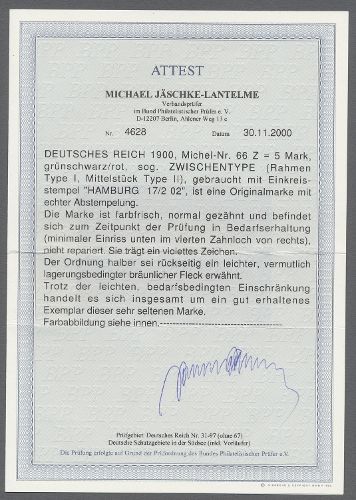 ATTEST
MICHAEL JÄSCHKE-LANTELME
Verbandsprüfer
im Bund Philatelistischer Prüfer e. V.
D-12207 Berlin, Ahlener Weg 13 c
Nr. 4628 Datum 30.11.2000
DEUTSCHES REICH 1900, Michel-Nr. 66 Z = 5 Mark,
grünschwarz/rot, sog. ZWISCHENTYPE (Rahmen
Type I, Mittelstück Type II), gebraucht mit Einkreis-
stempel "HAMBURG 17/2 02", ist eine Originalmarke mit
echter Abstempelung.
Die Marke ist farbfrisch, normal gezähnt und befindet
sich zum Zeitpunkt der Prüfung in Bedarfserhaltung
(minimaler Einriss unten im vierten Zahnloch von rechts),
nicht repariert. Sie trägt ein violettes Zeichen.
Der Ordnung halber sei rückseitig ein leichter, vermutlich
lagerungsbedingter bräunlicher Fleck erwähnt.
Trotz der leichten, bedarfsbedingten Einschränkung
handelt es sich insgesamt um ein gut erhaltenes
Exemplar dieser sehr seltenen Marke.
Farbabbildung siehe innen.------------------------------
Prüfgebiet: Deutsches Reich Nr. 31-97 (ohne 67)
Deutsche Schutzgebiete in der Südsee (inkl. Vorläufer)
Die Prüfung erfolgte auf Grund der Prüfordnung des Bundes Philatelistischer Prüfer e.V.